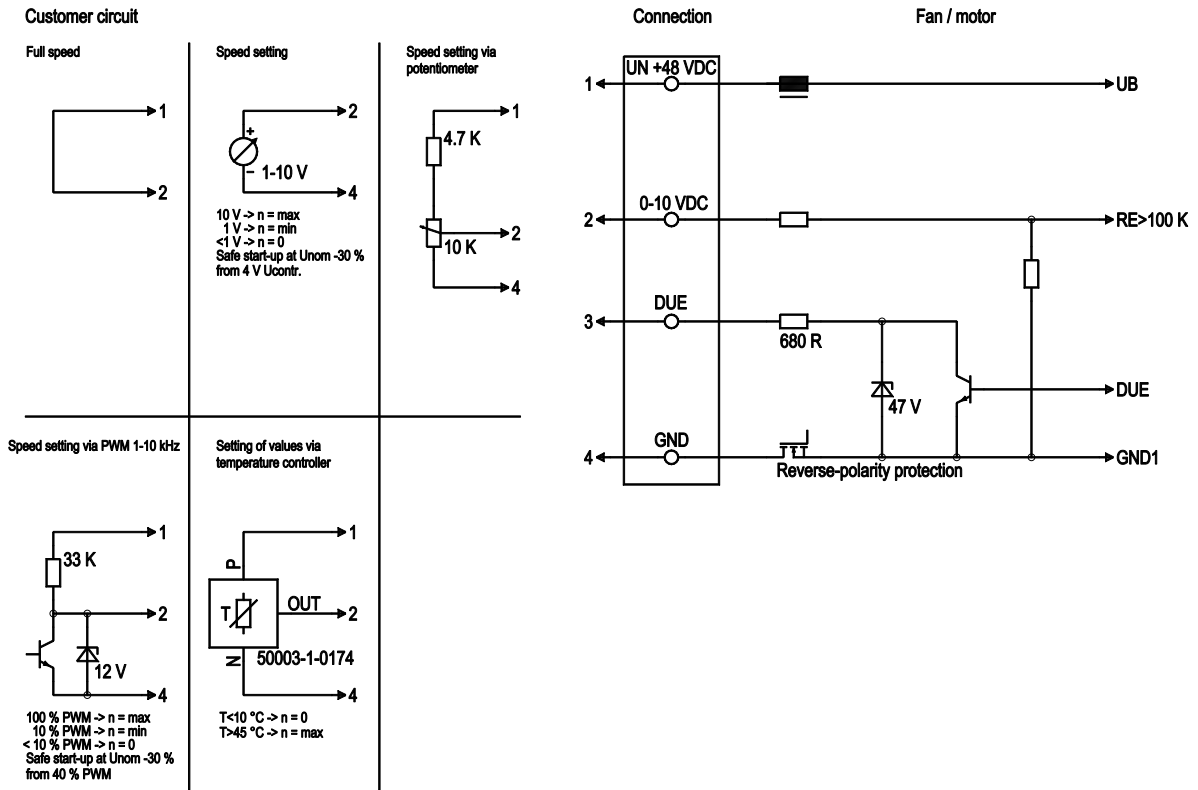 Customer circuit
Full speed
1
2
Speed setting
2
+
–
1-10 V
4
10 V -> n = max
1 V -> n = min
<1 V -> n = 0
Safe start-up at Unom -30 %
from 4 V Ucontr.
Speed setting via
potentiometer
1
4.7 K
2
10 K
4
Speed setting via PWM 1-10 kHz
1
33 K
2
12 V
4
100 % PWM -> n = max
10 % PWM -> n = min
< 10 % PWM -> n = 0
Safe start-up at Unom -30 %
from 40 % PWM
Setting of values via
temperature controller
1
P
T
OUT
2
N
50003-1-0174
4
T<10 °C -> n = 0
T>45 °C -> n = max
Connection
Fan / motor
UN +48 VDC
1
UB
0-10 VDC
2
RE>100 K
DUE
3
680 R
47 V
DUE
GND
4
GND1
Reverse-polarity protection